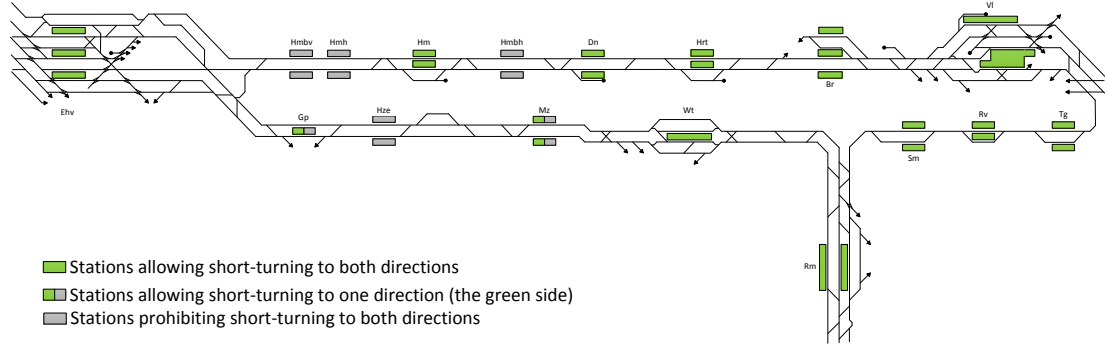 Vl
Hmbv Hmh Hm Hmbh Dn Hrt
Br
Ehv
Gp Hze Mz Wt Rv Tg
Sm
Rm
Stations allowing short-turning to both directions
Stations allowing short-turning to one direction (the green side)
Stations prohibiting short-turning to both directions